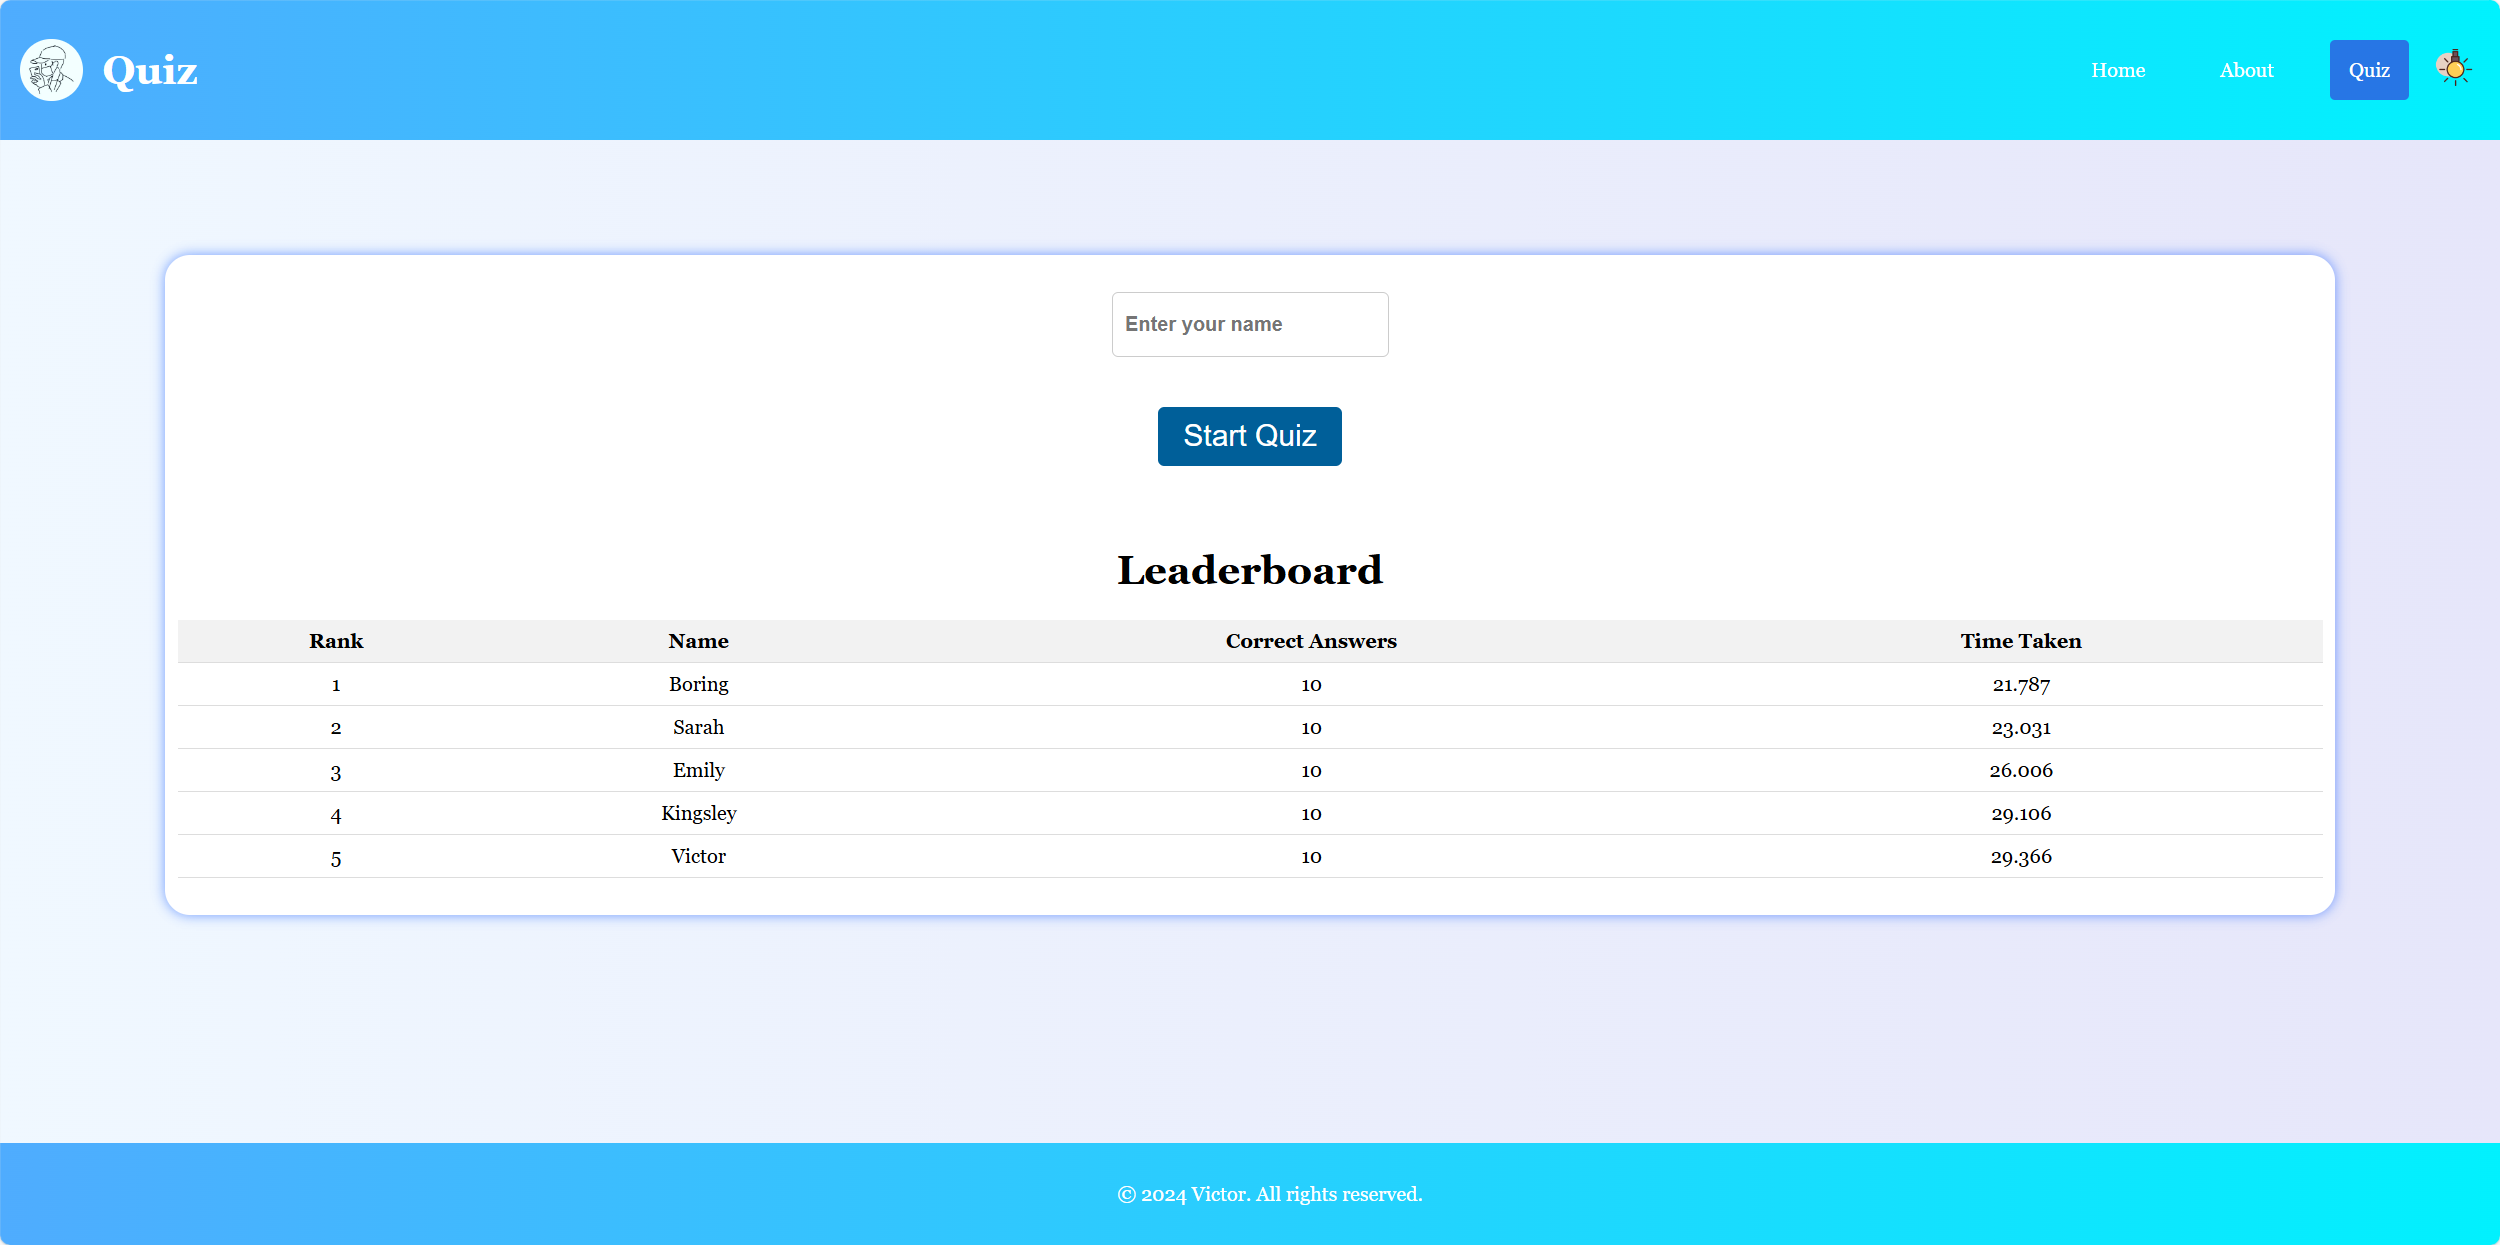 Quiz
Home About Quiz
Enter your name
Start Quiz
Leaderboard
Rank Name Correct Answers Time Taken
1 Boring 10 21.787
2 Sarah 10 23.031
3 Emily 10 26.006
4 Kingsley 10 29.106
5 Victor 10 29.366
© 2024 Victor. All rights reserved.